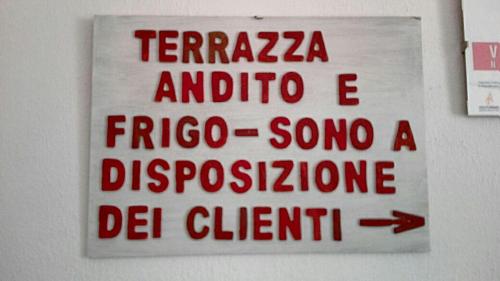 TERRAZZA
ANDITO E
FRIGO-SONO A
DISPOSIZIONE
DEI CLIENTI →